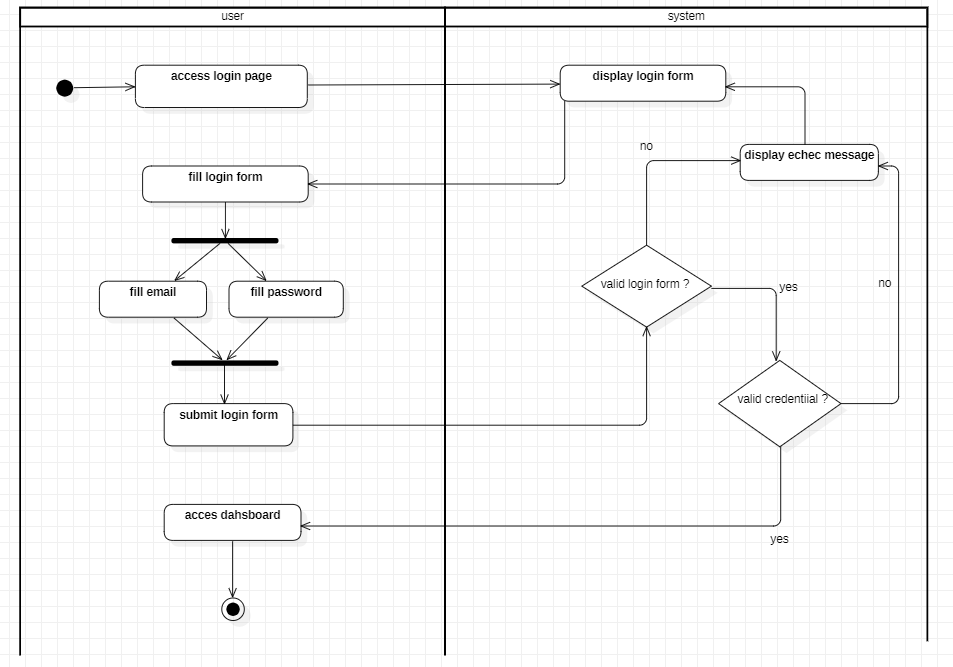 user
system
access login page
display login form
no
display echec message
fill login form
valid login form ?
yes
no
fill email
fill password
valid credentiial ?
submit login form
acces dahsboard
yes